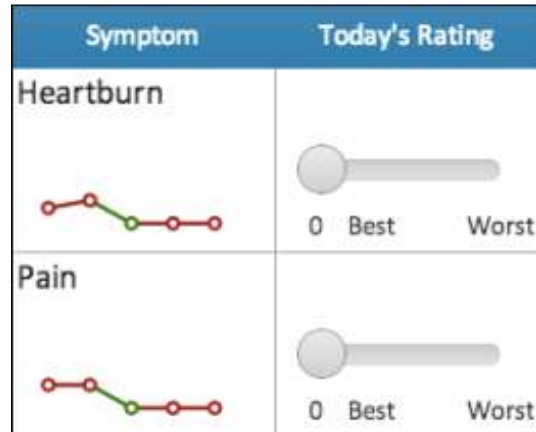 Symptom Today's Rating
Heartburn
0 Best Worst
Pain
0 Best Worst